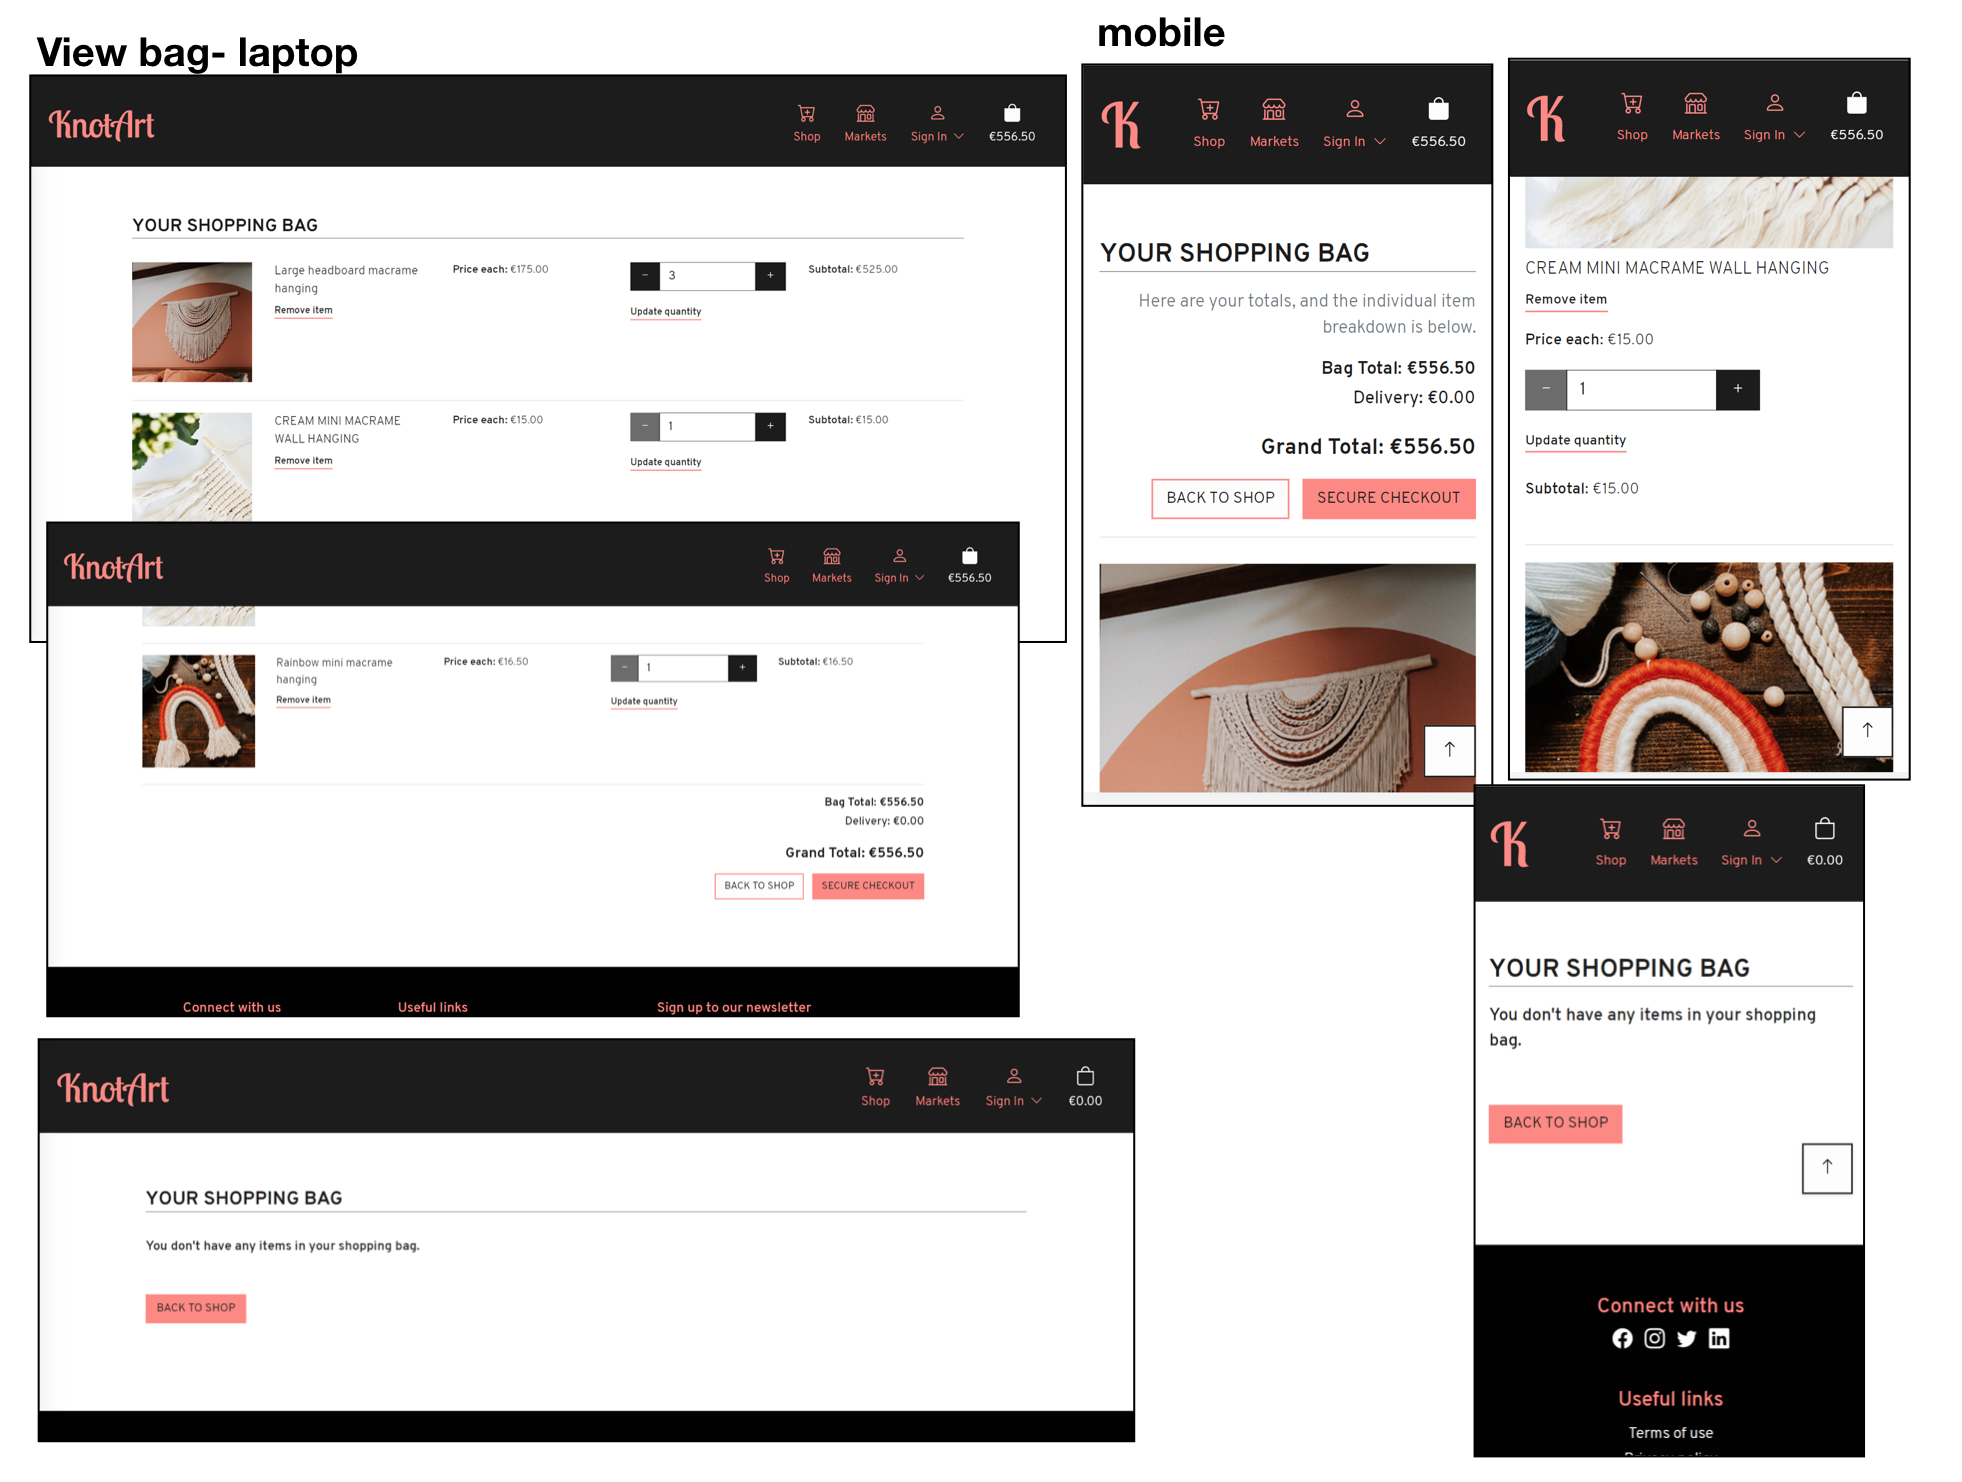 View bag- laptop
KnotArt
Shop
Markets
Sign In
€556.50
YOUR SHOPPING BAG
Large headboard macrame
hanging
Remove item
Price each: €175.00
− 3 +
Update quantity
Subtotal: €525.00
CREAM MINI MACRAME
WALL HANGING
Remove item
Price each: €15.00
− 1 +
Update quantity
Subtotal: €15.00
KnotArt
Shop
Markets
Sign In
€556.50
Rainbow mini macrame
hanging
Remove item
Price each: €16.50
− 1 +
Update quantity
Subtotal: €16.50
Bag Total: €556.50
Delivery: €0.00
Grand Total: €556.50
BACK TO SHOP
SECURE CHECKOUT
Connect with us
Useful links
Sign up to our newsletter
KnotArt
Shop
Markets
Sign In
€0.00
YOUR SHOPPING BAG
You don't have any items in your shopping bag.
BACK TO SHOP
mobile
K
Shop
Markets
Sign In
€556.50
YOUR SHOPPING BAG
Here are your totals, and the individual item
breakdown is below.
Bag Total: €556.50
Delivery: €0.00
Grand Total: €556.50
BACK TO SHOP
SECURE CHECKOUT
K
Shop
Markets
Sign In
€556.50
CREAM MINI MACRAME WALL HANGING
Remove item
Price each: €15.00
− 1 +
Update quantity
Subtotal: €15.00
K
Shop
Markets
Sign In
€0.00
YOUR SHOPPING BAG
You don't have any items in your shopping
bag.
BACK TO SHOP
Connect with us
Useful links
Terms of use